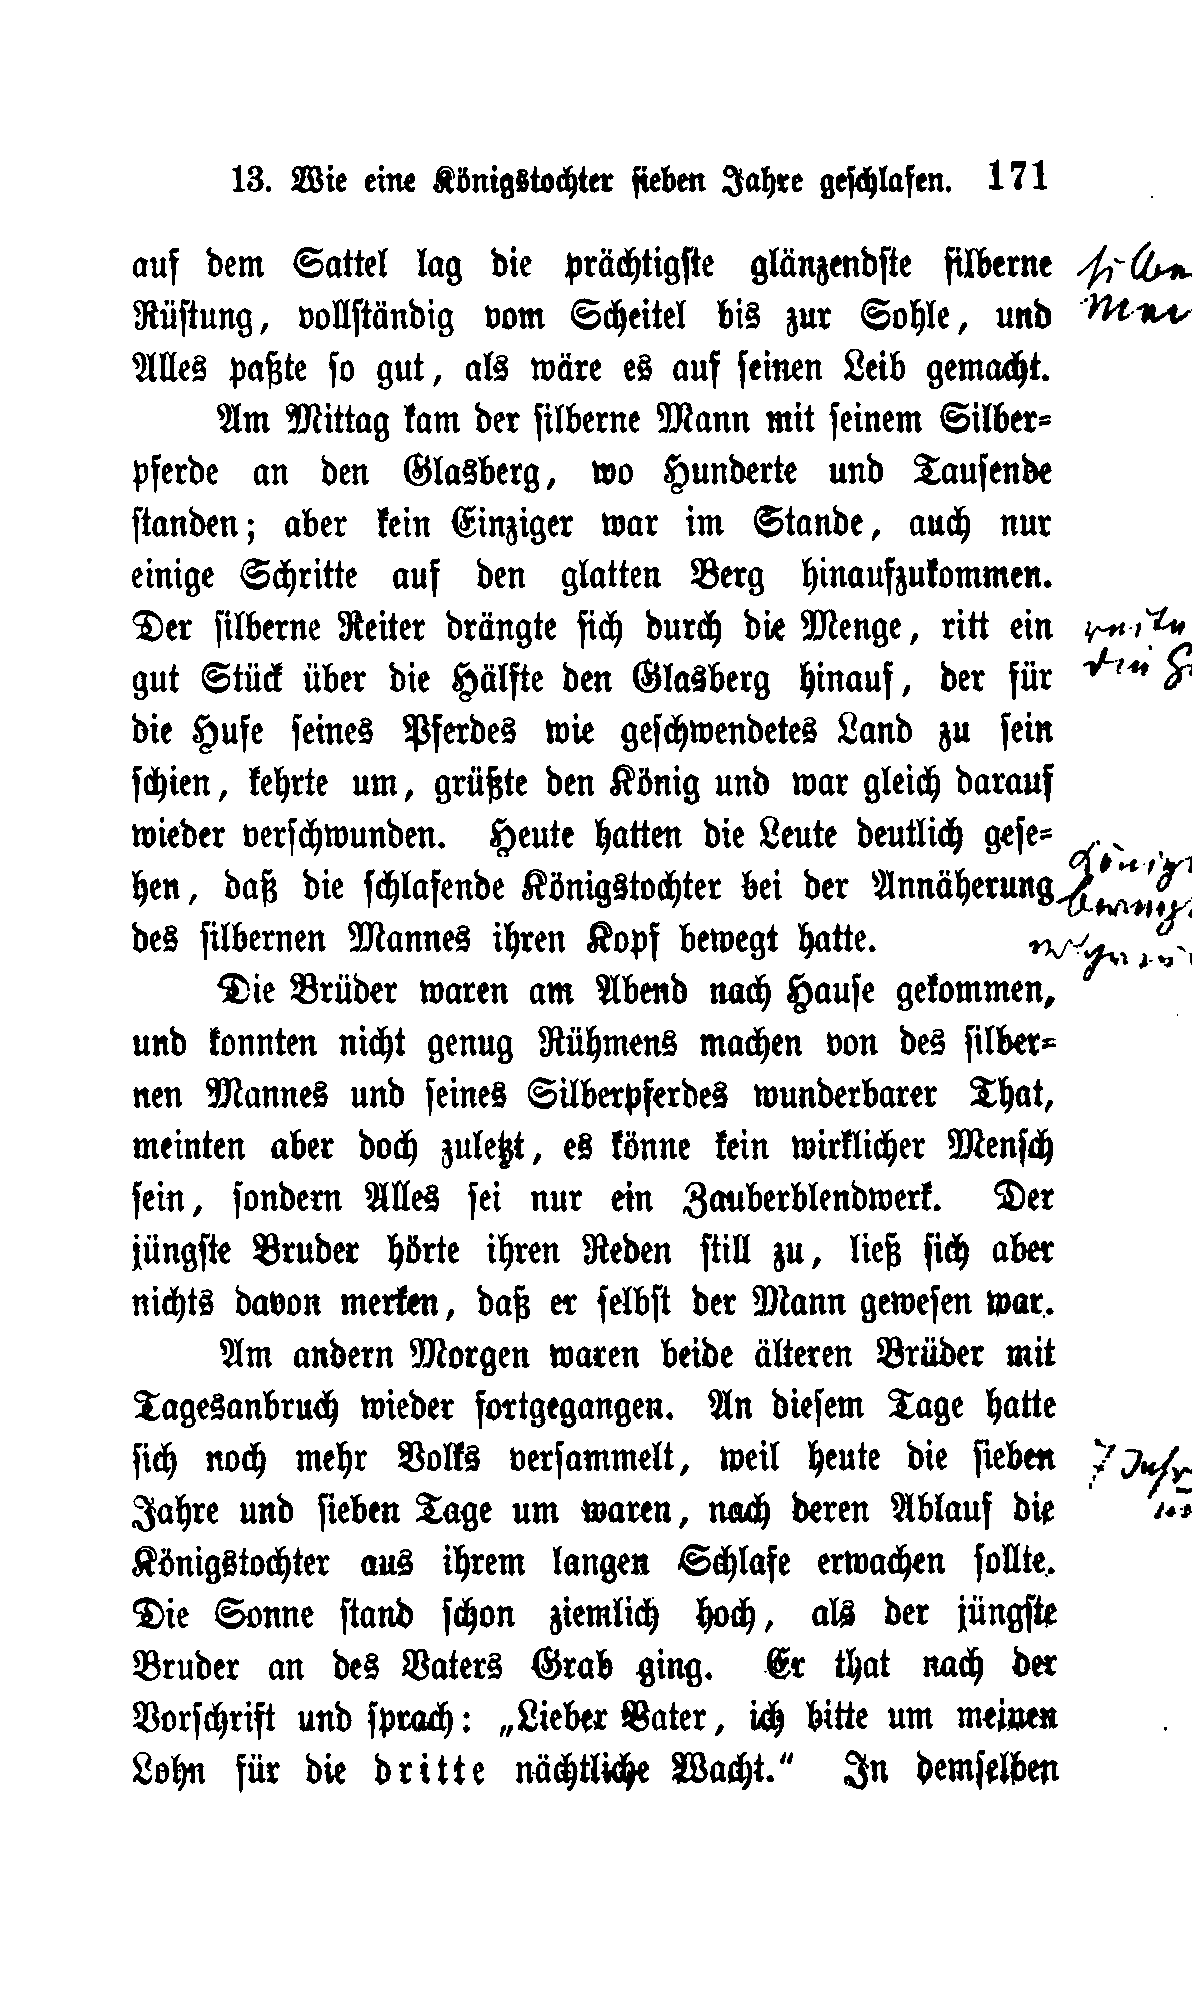 13. Wie eine Königstochter sieben Jahre geschlafen. 171
auf dem Sattel lag die prächtigste glänzendste silberne
Rüstung, vollständig vom Scheitel bis zur Sohle, und
Alles paßte so gut, als wäre es auf seinen Leib gemacht.
Am Mittag kam der silberne Mann mit seinem Silber=
pferde an den Glasberg, wo Hunderte und Tausende
standen; aber kein Einziger war im Stande, auch nur
einige Schritte auf den glatten Berg hinaufzukommen.
Der silberne Reiter drängte sich durch die Menge, ritt ein
gut Stück über die Hälfte den Glasberg hinauf, der für
die Hufe seines Pferdes wie geschwendetes Land zu sein
schien, kehrte um, grüßte den König und war gleich darauf
wieder verschwunden. Heute hatten die Leute deutlich gese=
hen, daß die schlafende Königstochter bei der Annäherung
des silbernen Mannes ihren Kopf bewegt hatte.
Die Brüder waren am Abend nach Hause gekommen,
und konnten nicht genug Rühmens machen von des silber=
nen Mannes und seines Silberpferdes wunderbarer That,
meinten aber doch zuletzt, es könne kein wirklicher Mensch
sein, sondern Alles sei nur ein Zauberblendwerk. Der
jüngste Bruder hörte ihren Reden still zu, ließ sich aber
nichts davon merken, daß er selbst der Mann gewesen war.
Am andern Morgen waren beide älteren Brüder mit
Tagesanbruch wieder fortgegangen. An diesem Tage hatte
sich noch mehr Volks versammelt, weil heute die sieben
Jahre und sieben Tage um waren, nach deren Ablauf die
Königstochter aus ihrem langen Schlafe erwachen sollte.
Die Sonne stand schon ziemlich hoch, als der jüngste
Bruder an des Vaters Grab ging. Er that nach der
Vorschrift und sprach: „Lieber Vater, ich bitte um meinen
Lohn für die dritte nächtliche Wacht.“ In demselben